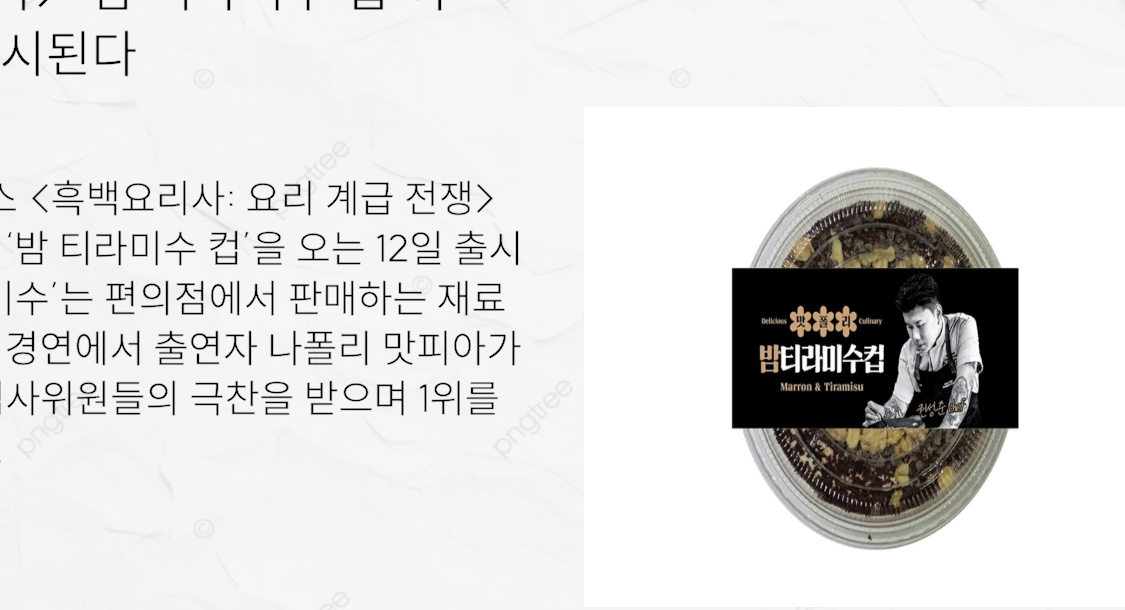 시된다
<흑백요리사: 요리 계급 전쟁>
‘밤 티라미수 컵’을 오는 12일 출시
미수’는 편의점에서 판매하는 재료
경연에서 출연자 나폴리 맛피아가
심사위원들의 극찬을 받으며 1위를
Delicious 맛폴리 Culinary
밤티라미수컵
Marron & Tiramisu
권성준 Chef
pngtree
pngtree
pngtree